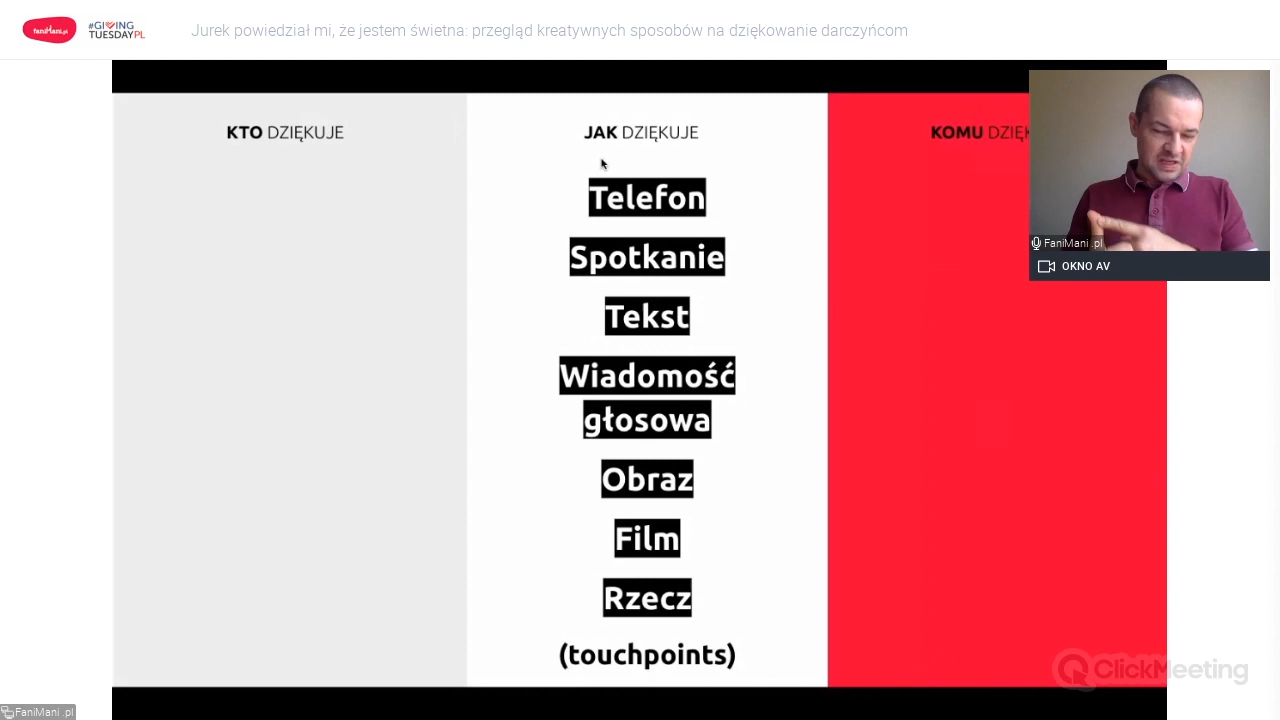 faniMani.pl
#GIVING
TUESDAYPL
Jurek powiedział mi, że jestem świetna: przegląd kreatywnych sposobów na dziękowanie darczyńcom
KTO DZIĘKUJE
JAK DZIĘKUJE
KOMU DZIĘK
Telefon
Spotkanie
Tekst
Wiadomość
głosowa
Obraz
Film
Rzecz
(touchpoints)
FaniMani .pl
OKNO AV
ClickMeeting
FaniMani .pl